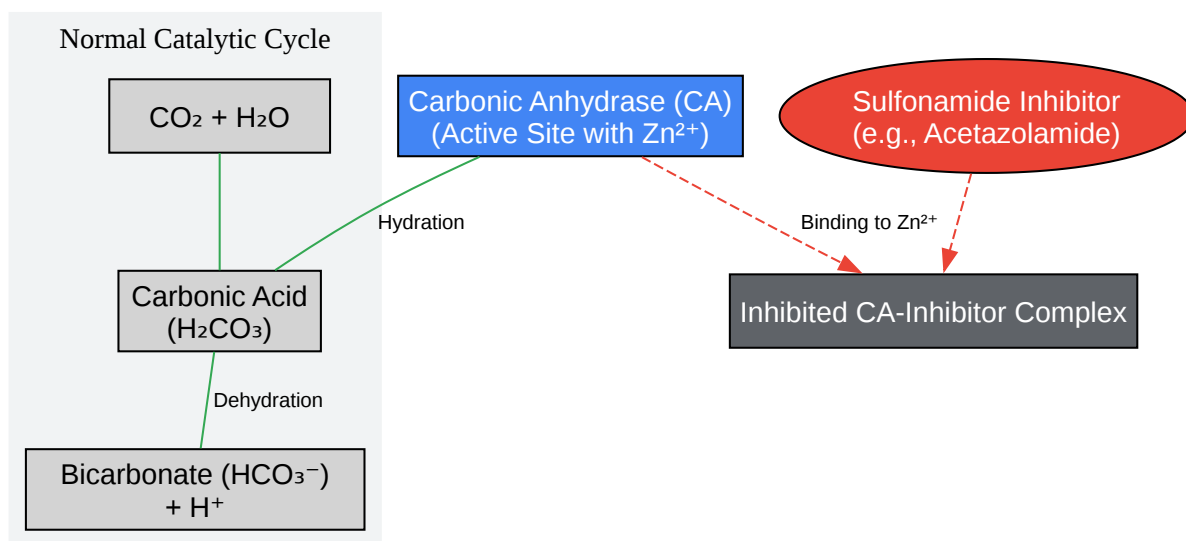 Normal Catalytic Cycle
CO₂ + H₂O
Carbonic Anhydrase (CA)
(Active Site with Zn²⁺)
Sulfonamide Inhibitor
(e.g., Acetazolamide)
Hydration
Binding to Zn²⁺
Carbonic Acid
(H₂CO₃)
Inhibited CA-Inhibitor Complex
Dehydration
Bicarbonate (HCO₃⁻)
+ H⁺